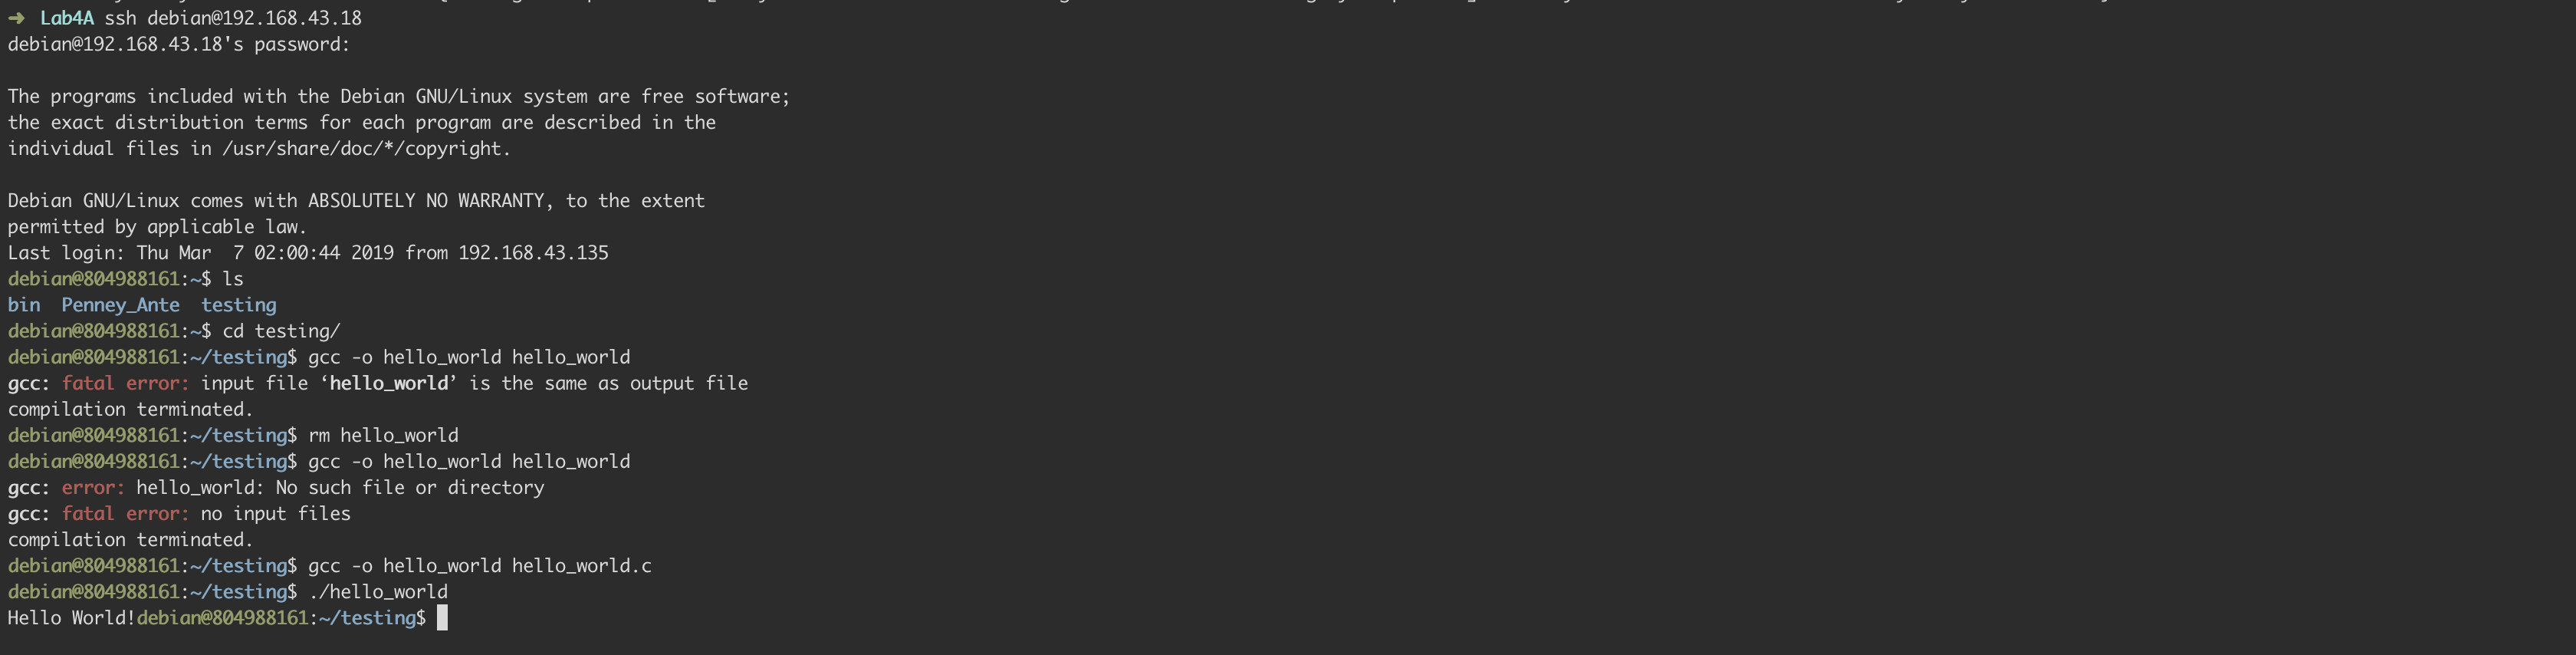 ➜ Lab4A ssh debian@192.168.43.18
debian@192.168.43.18's password:
The programs included with the Debian GNU/Linux system are free software;
the exact distribution terms for each program are described in the
individual files in /usr/share/doc/*/copyright.
Debian GNU/Linux comes with ABSOLUTELY NO WARRANTY, to the extent
permitted by applicable law.
Last login: Thu Mar  7 02:00:44 2019 from 192.168.43.135
debian@804988161:~$ ls
bin  Penney_Ante  testing
debian@804988161:~$ cd testing/
debian@804988161:~/testing$ gcc -o hello_world hello_world
gcc: fatal error: input file ‘hello_world’ is the same as output file
compilation terminated.
debian@804988161:~/testing$ rm hello_world
debian@804988161:~/testing$ gcc -o hello_world hello_world
gcc: error: hello_world: No such file or directory
gcc: fatal error: no input files
compilation terminated.
debian@804988161:~/testing$ gcc -o hello_world hello_world.c
debian@804988161:~/testing$ ./hello_world
Hello World!debian@804988161:~/testing$